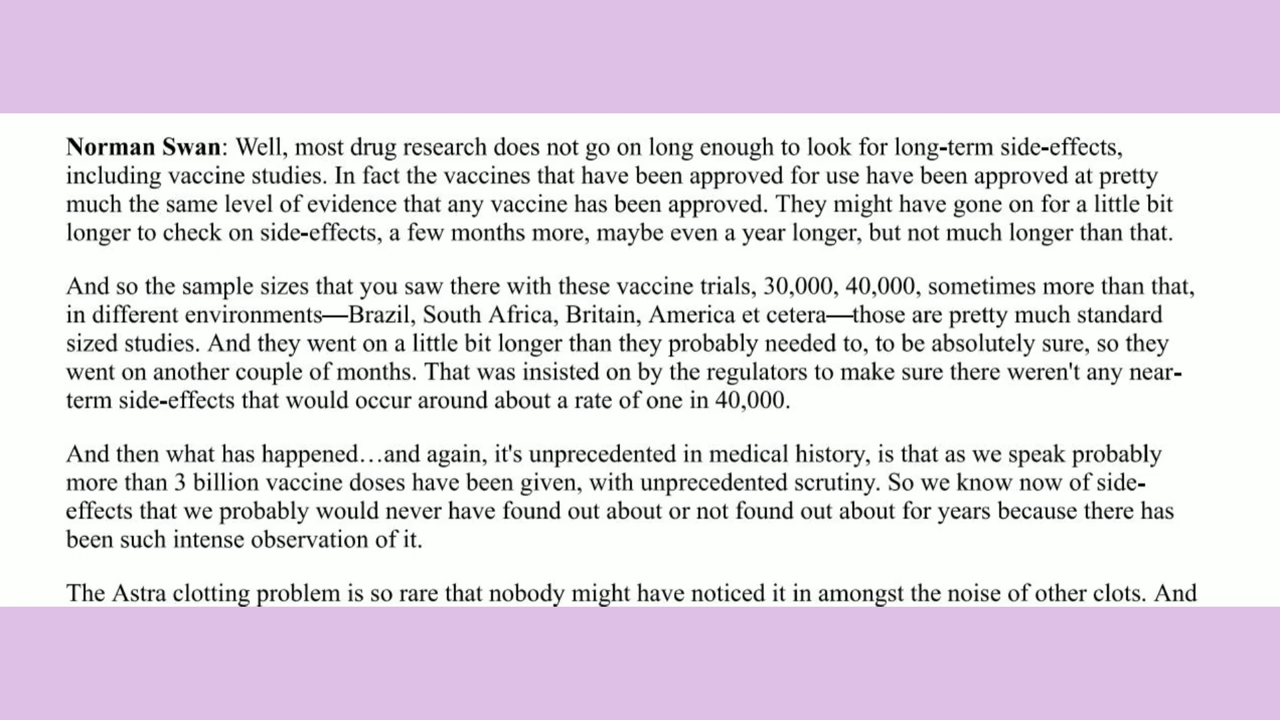 Norman Swan: Well, most drug research does not go on long enough to look for long-term side-effects,
including vaccine studies. In fact the vaccines that have been approved for use have been approved at pretty
much the same level of evidence that any vaccine has been approved. They might have gone on for a little bit
longer to check on side-effects, a few months more, maybe even a year longer, but not much longer than that.
And so the sample sizes that you saw there with these vaccine trials, 30,000, 40,000, sometimes more than that,
in different environments—Brazil, South Africa, Britain, America et cetera—those are pretty much standard
sized studies. And they went on a little bit longer than they probably needed to, to be absolutely sure, so they
went on another couple of months. That was insisted on by the regulators to make sure there weren't any near-
term side-effects that would occur around about a rate of one in 40,000.
And then what has happened…and again, it's unprecedented in medical history, is that as we speak probably
more than 3 billion vaccine doses have been given, with unprecedented scrutiny. So we know now of side-
effects that we probably would never have found out about or not found out about for years because there has
been such intense observation of it.
The Astra clotting problem is so rare that nobody might have noticed it in amongst the noise of other clots. And